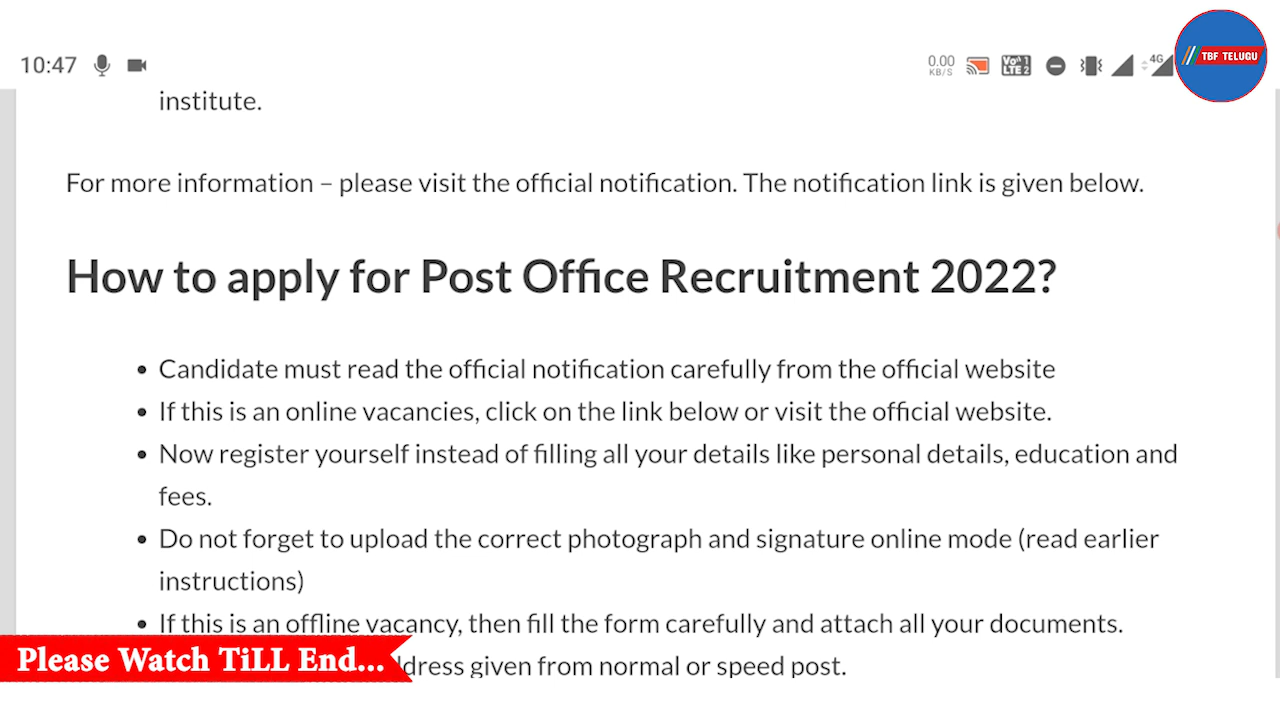 10:47
0.00
KB/S
Vo 1
LTE 2
4G
TBF TELUGU
institute.
For more information – please visit the official notification. The notification link is given below.
How to apply for Post Office Recruitment 2022?
• Candidate must read the official notification carefully from the official website
• If this is an online vacancies, click on the link below or visit the official website.
• Now register yourself instead of filling all your details like personal details, education and
fees.
• Do not forget to upload the correct photograph and signature online mode (read earlier
instructions)
• If this is an offline vacancy, then fill the form carefully and attach all your documents.
Please Watch TiLL End...
given from normal or speed post.